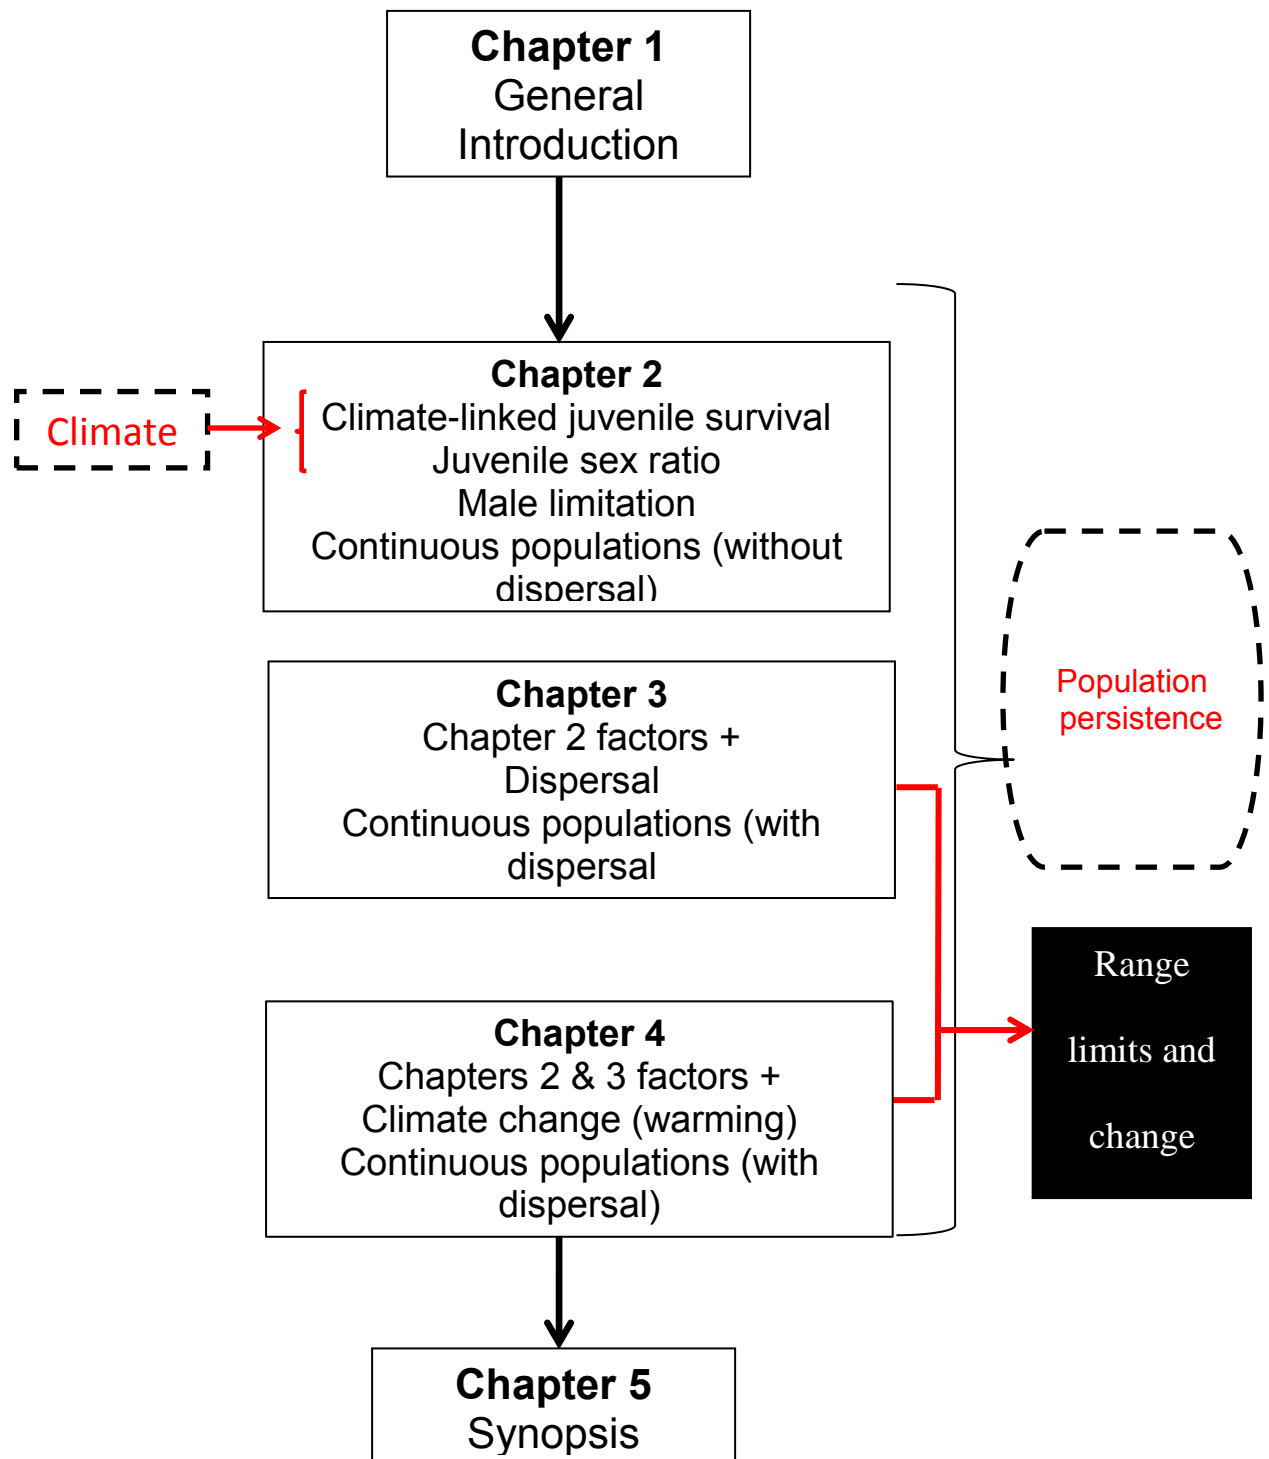 Chapter 1
General
Introduction
Chapter 2
Climate-linked juvenile survival
Juvenile sex ratio
Male limitation
Continuous populations (without
dispersal)
Climate
Chapter 3
Chapter 2 factors +
Dispersal
Continuous populations (with
dispersal
Population
persistence
Chapter 4
Chapters 2 & 3 factors +
Climate change (warming)
Continuous populations (with
dispersal)
Range
limits and
change
Chapter 5
Synopsis